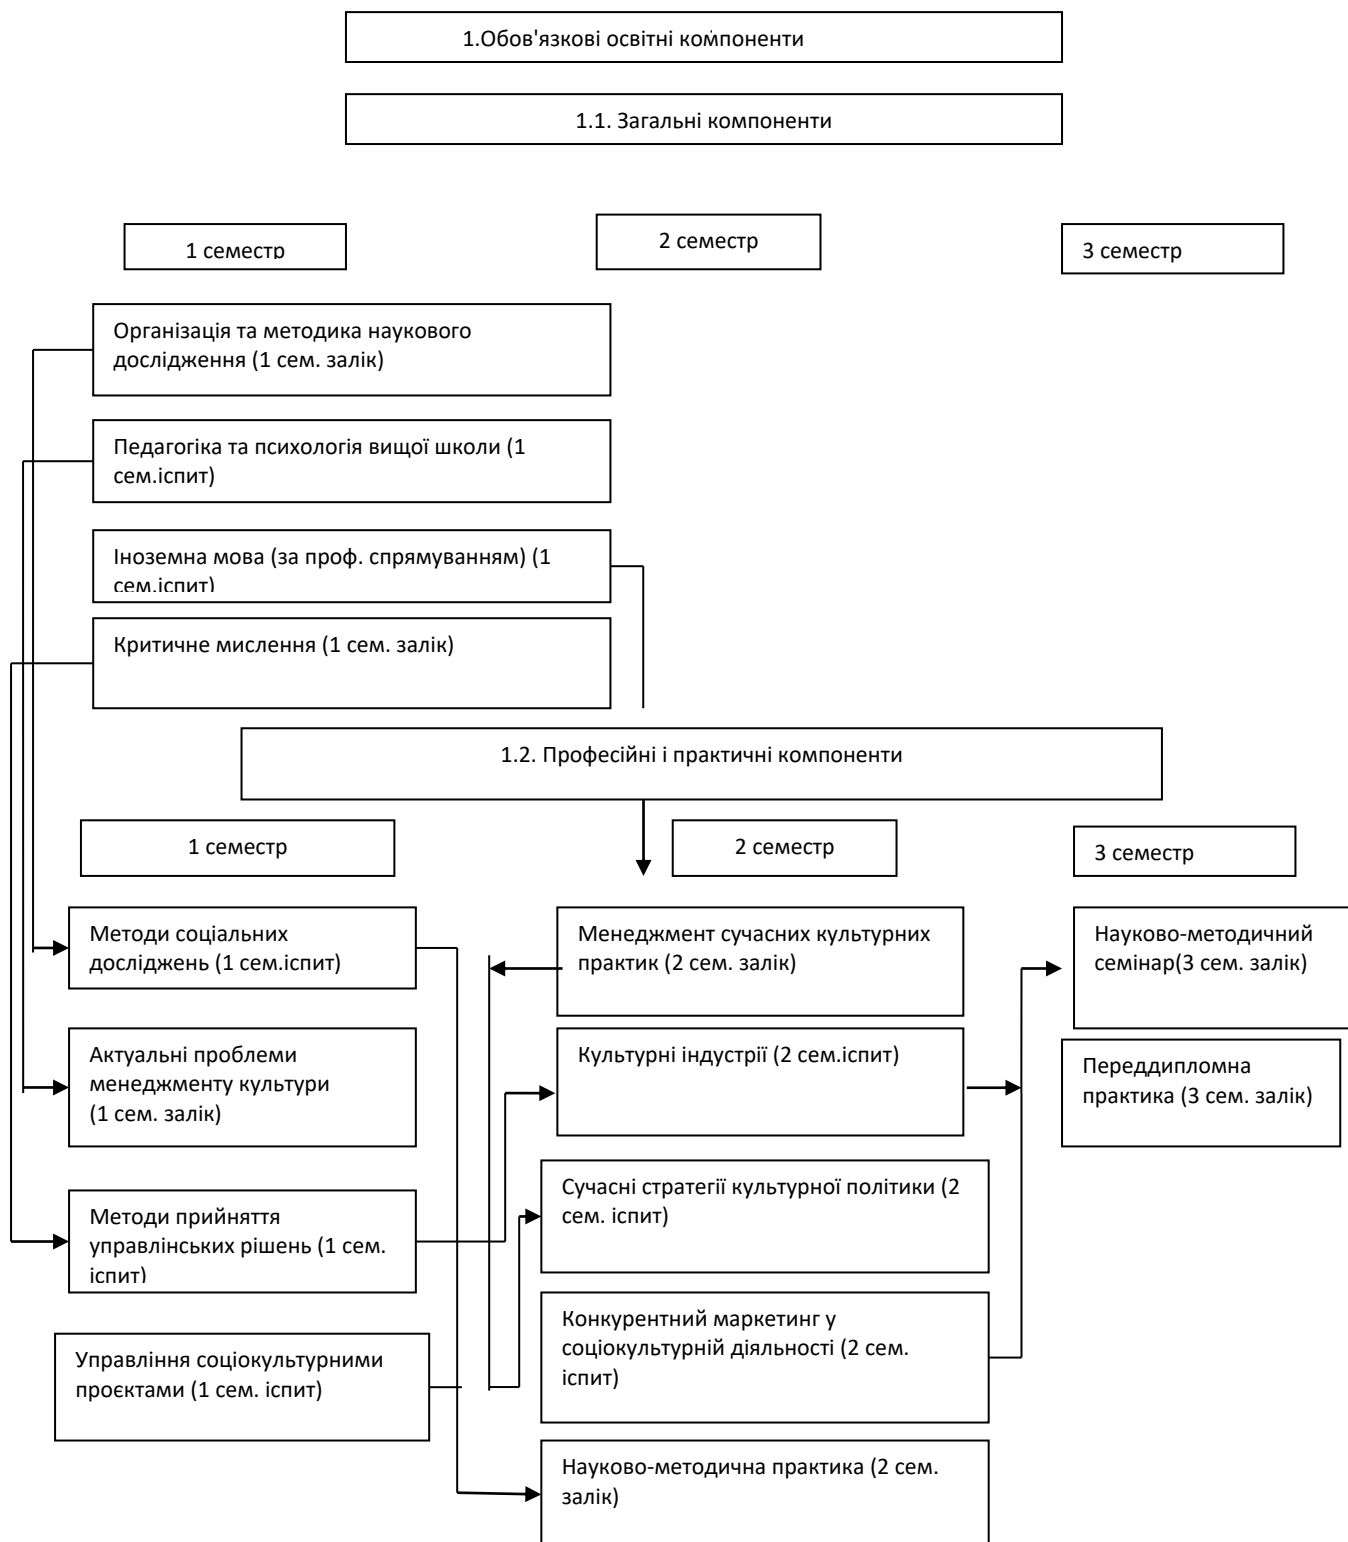 1.Обов'язкові освітні компоненти
1.1. Загальні компоненти
1 семестр
2 семестр
3 семестр
Організація та методика наукового
дослідження (1 сем. залік)
Педагогіка та психологія вищої школи (1
сем.іспит)
Іноземна мова (за проф. спрямуванням) (1
сем.іспит)
Критичне мислення (1 сем. залік)
1.2. Професійні і практичні компоненти
1 семестр
2 семестр
3 семестр
Методи соціальних
досліджень (1 сем.іспит)
Менеджмент сучасних культурних
практик (2 сем. залік)
Науково-методичний
семінар(3 сем. залік)
Актуальні проблеми
менеджменту культури
(1 сем. залік)
Культурні індустрії (2 сем.іспит)
Переддипломна
практика (3 сем. залік)
Методи прийняття
управлінських рішень (1 сем.
іспит)
Сучасні стратегії культурної політики (2
сем. іспит)
Управління соціокультурними
проєктами (1 сем. іспит)
Конкурентний маркетинг у
соціокультурній діяльності (2 сем.
іспит)
Науково-методична практика (2 сем.
залік)